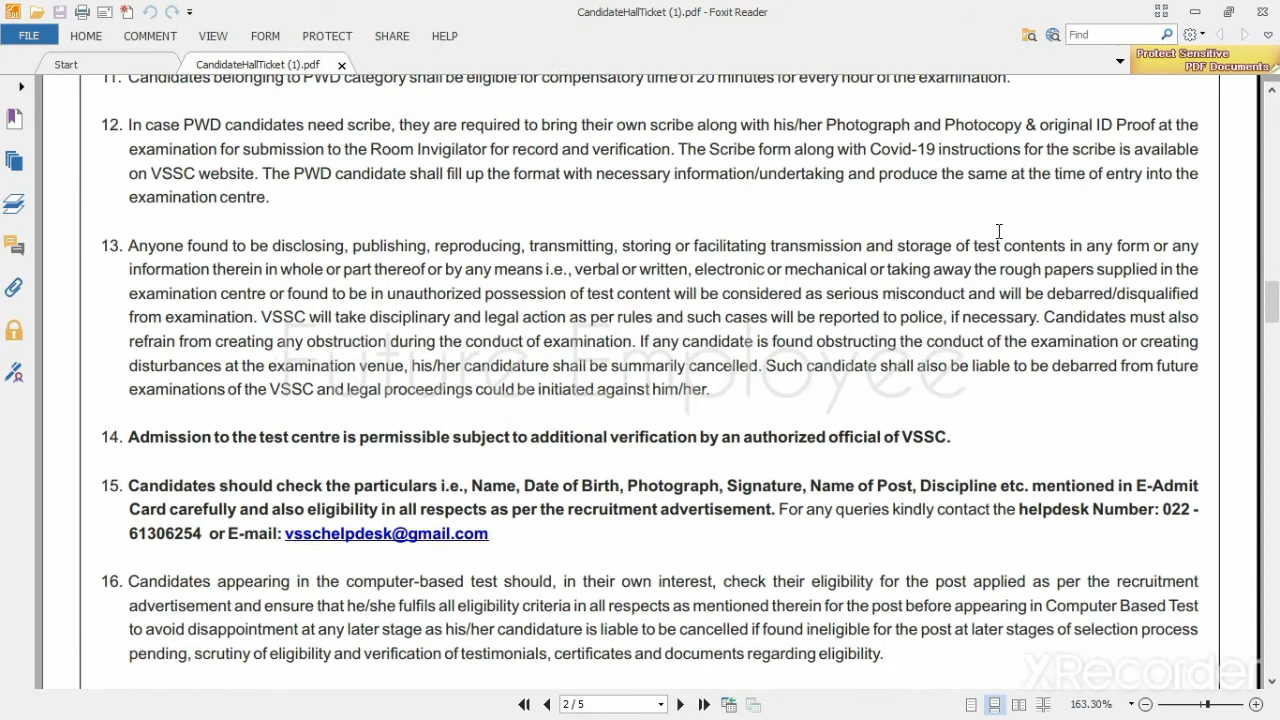 CandidateHallTicket (1).pdf - Foxit Reader
FILE HOME COMMENT VIEW FORM PROTECT SHARE HELP
Find
Start CandidateHallTicket (1).pdf
Protect Sensitive
PDF Documents
11. Candidates belonging to PWD category shall be eligible for compensatory time of 20 minutes for every hour of the examination.
12. In case PWD candidates need scribe, they are required to bring their own scribe along with his/her Photograph and Photocopy & original ID Proof at the
examination for submission to the Room Invigilator for record and verification. The Scribe form along with Covid-19 instructions for the scribe is available
on VSSC website. The PWD candidate shall fill up the format with necessary information/undertaking and produce the same at the time of entry into the
examination centre.
13. Anyone found to be disclosing, publishing, reproducing, transmitting, storing or facilitating transmission and storage of test contents in any form or any
information therein in whole or part thereof or by any means i.e., verbal or written, electronic or mechanical or taking away the rough papers supplied in the
examination centre or found to be in unauthorized possession of test content will be considered as serious misconduct and will be debarred/disqualified
from examination. VSSC will take disciplinary and legal action as per rules and such cases will be reported to police, if necessary. Candidates must also
refrain from creating any obstruction during the conduct of examination. If any candidate is found obstructing the conduct of the examination or creating
disturbances at the examination venue, his/her candidature shall be summarily cancelled. Such candidate shall also be liable to be debarred from future
examinations of the VSSC and legal proceedings could be initiated against him/her.
Future Employee
14. Admission to the test centre is permissible subject to additional verification by an authorized official of VSSC.
15. Candidates should check the particulars i.e., Name, Date of Birth, Photograph, Signature, Name of Post, Discipline etc. mentioned in E-Admit
Card carefully and also eligibility in all respects as per the recruitment advertisement. For any queries kindly contact the helpdesk Number: 022 -
61306254 or E-mail: vsschelpdesk@gmail.com
16. Candidates appearing in the computer-based test should, in their own interest, check their eligibility for the post applied as per the recruitment
advertisement and ensure that he/she fulfils all eligibility criteria in all respects as mentioned therein for the post before appearing in Computer Based Test
to avoid disappointment at any later stage as his/her candidature is liable to be cancelled if found ineligible for the post at later stages of selection process
pending, scrutiny of eligibility and verification of testimonials, certificates and documents regarding eligibility.
XRecorder
2 / 5
163.30%